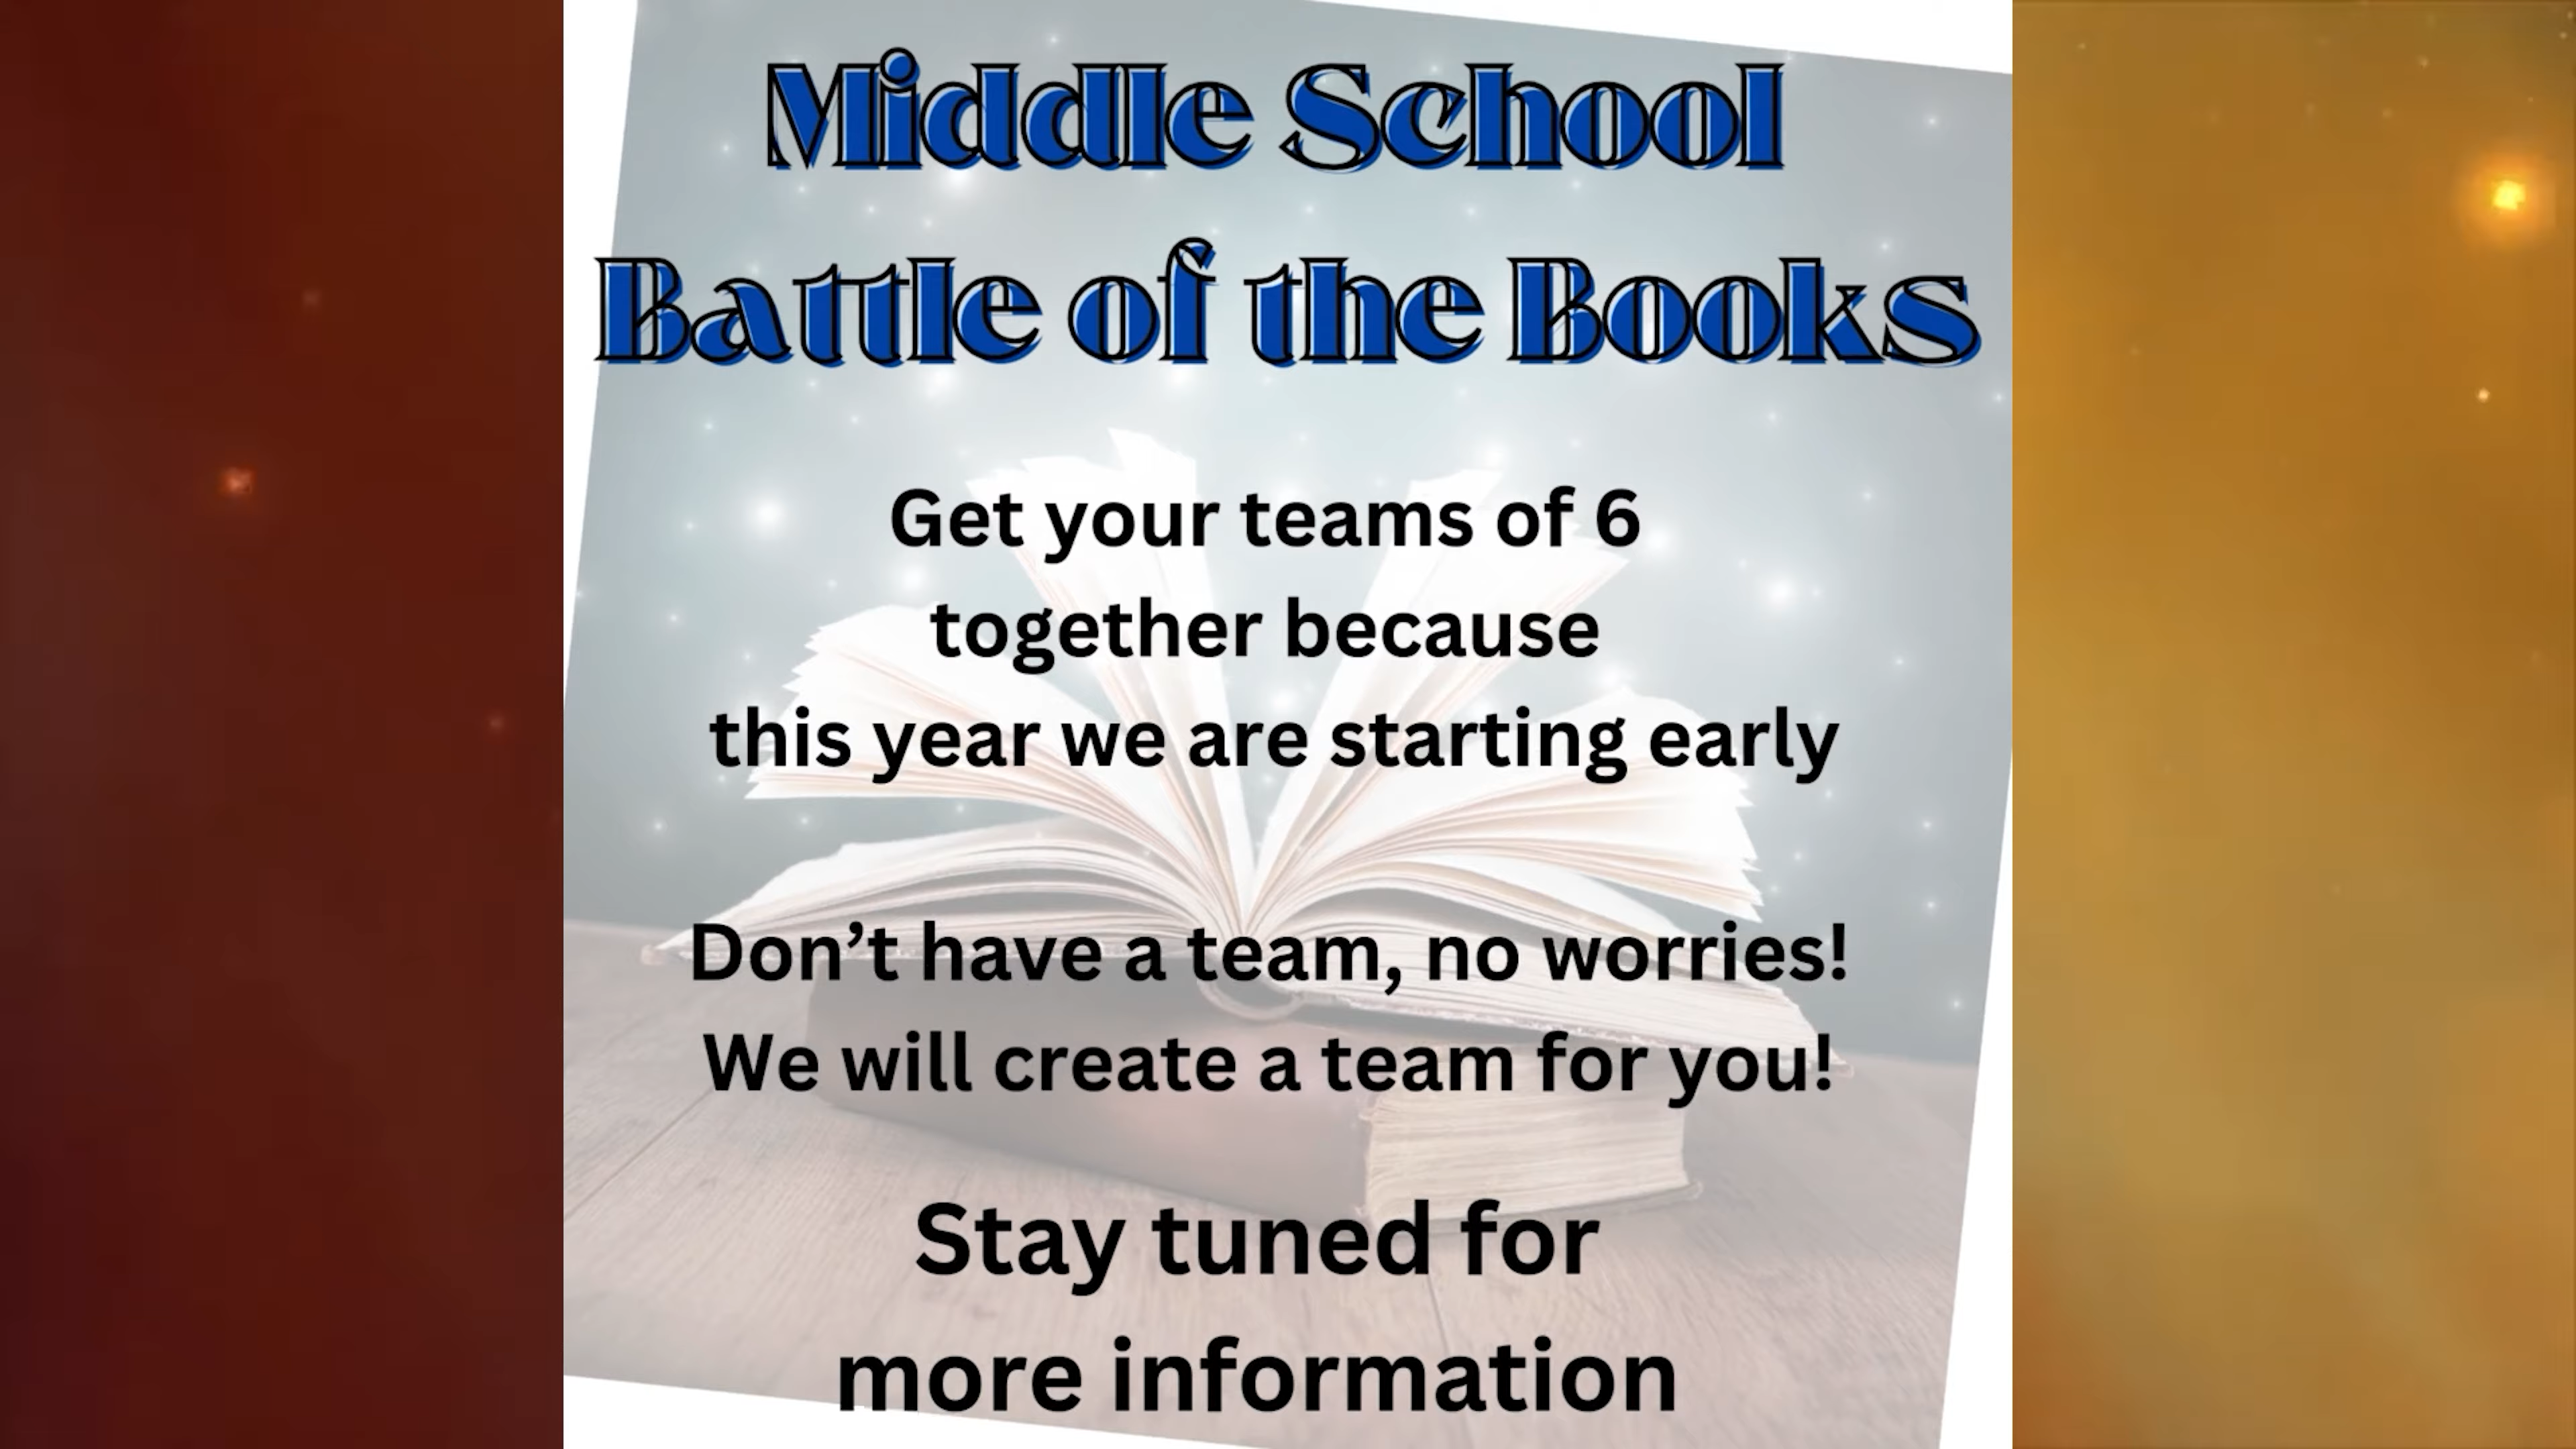 Middle School
Battle of the Books
Get your teams of 6
together because
this year we are starting early
Don’t have a team, no worries!
We will create a team for you!
Stay tuned for
more information